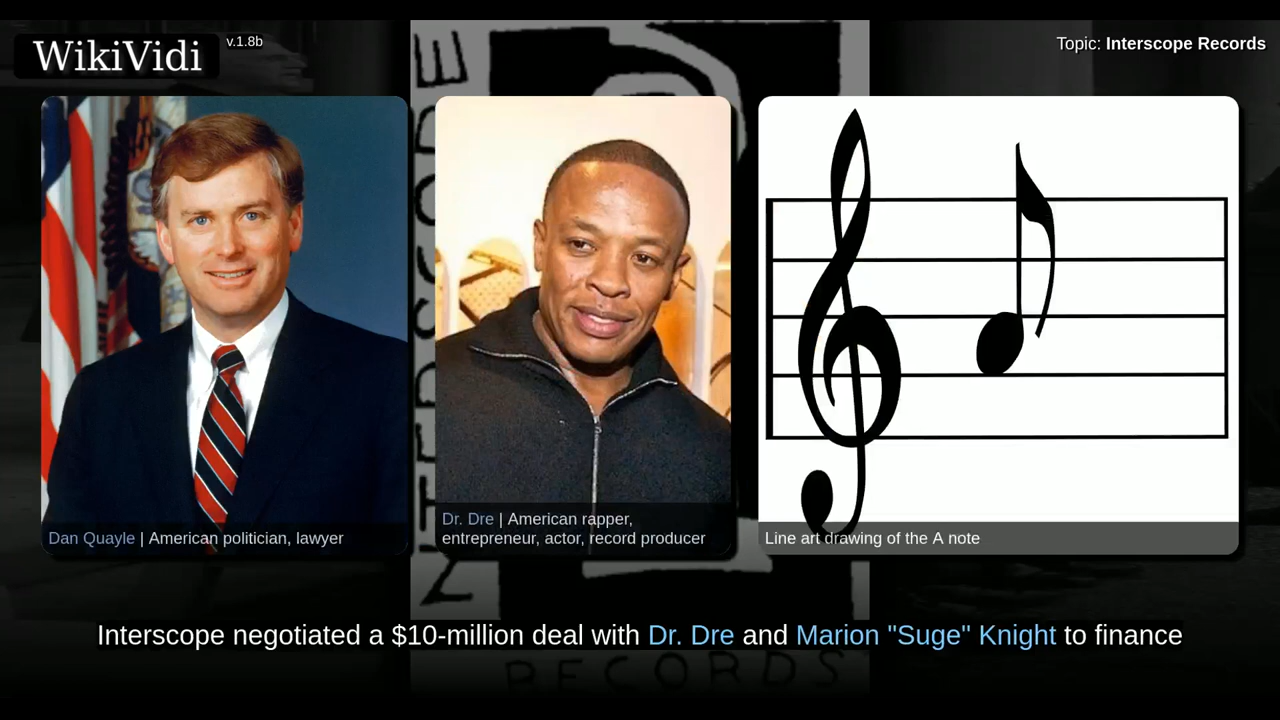 WikiVidi
v.1.8b
Topic: Interscope Records
Dan Quayle | American politician, lawyer
Dr. Dre | American rapper,
entrepreneur, actor, record producer
Line art drawing of the A note
Interscope negotiated a $10-million deal with Dr. Dre and Marion "Suge" Knight to finance
INTERSCOPE
RECORDS